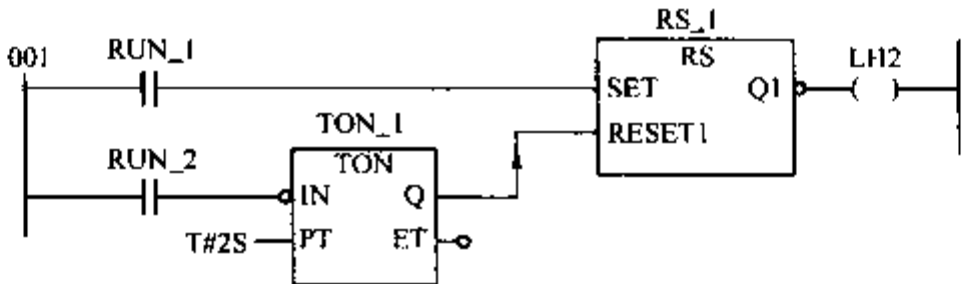 RS_1
001 RUN_1 RS LH2
SET Q1
TON_1 RESET1
RUN_2 TON
IN Q
T#2S PT ET